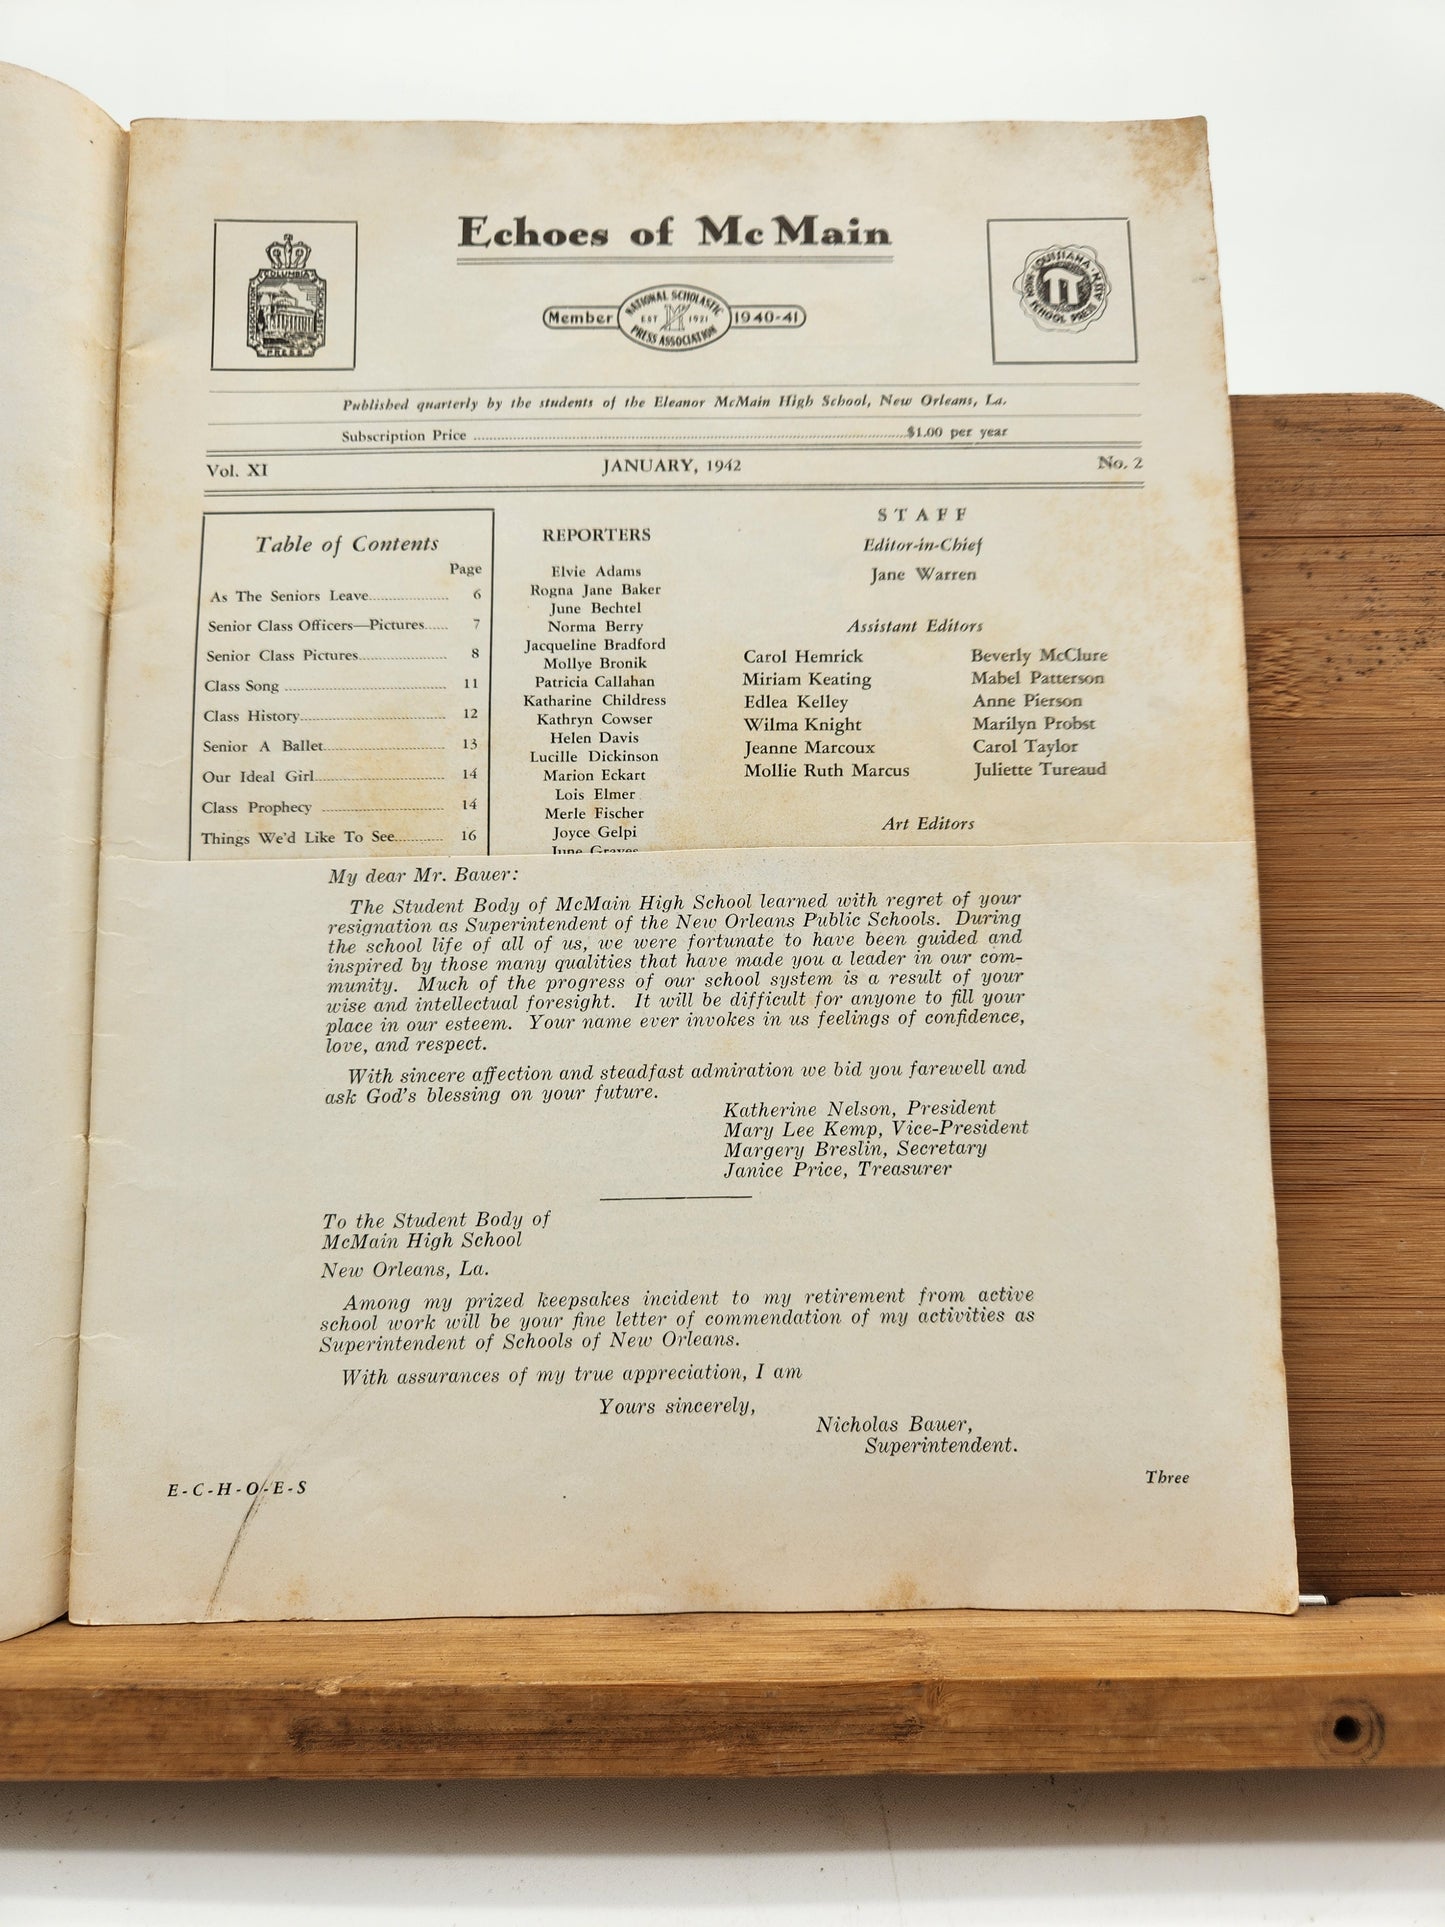 Echoes of McMain
COLUMBIA
SCHOLASTIC
PRESS
ASSOCIATION
Member
NATIONAL SCHOLASTIC
EST 1921
PRESS ASSOCIATION
1940-41
LOUISIANA
HIGH SCHOOL PRESS ASS'N
Published quarterly by the students of the Eleanor McMain High School, New Orleans, La.
Subscription Price $1.00 per year
Vol. XI JANUARY, 1942 No. 2
Table of Contents
Page
As The Seniors Leave 6
Senior Class Officers—Pictures 7
Senior Class Pictures 8
Class Song 11
Class History 12
Senior A Ballet 13
Our Ideal Girl 14
Class Prophecy 14
Things We'd Like To See 16
REPORTERS
Elvie Adams
Rogna Jane Baker
June Bechtel
Norma Berry
Jacqueline Bradford
Mollye Bronik
Patricia Callahan
Katharine Childress
Kathryn Cowser
Helen Davis
Lucille Dickinson
Marion Eckart
Lois Elmer
Merle Fischer
Joyce Gelpi
June Graves
STAFF
Editor-in-Chief
Jane Warren
Assistant Editors
Carol Hemrick
Miriam Keating
Edlea Kelley
Wilma Knight
Jeanne Marcoux
Mollie Ruth Marcus
Beverly McClure
Mabel Patterson
Anne Pierson
Marilyn Probst
Carol Taylor
Juliette Tureaud
Art Editors
My dear Mr. Bauer:
The Student Body of McMain High School learned with regret of your
resignation as Superintendent of the New Orleans Public Schools. During
the school life of all of us, we were fortunate to have been guided and
inspired by those many qualities that have made you a leader in our com-
munity. Much of the progress of our school system is a result of your
wise and intellectual foresight. It will be difficult for anyone to fill your
place in our esteem. Your name ever invokes in us feelings of confidence,
love, and respect.
With sincere affection and steadfast admiration we bid you farewell and
ask God's blessing on your future.
Katherine Nelson, President
Mary Lee Kemp, Vice-President
Margery Breslin, Secretary
Janice Price, Treasurer
To the Student Body of
McMain High School
New Orleans, La.
Among my prized keepsakes incident to my retirement from active
school work will be your fine letter of commendation of my activities as
Superintendent of Schools of New Orleans.
With assurances of my true appreciation, I am
Yours sincerely,
Nicholas Bauer,
Superintendent.
E-C-H-O-E-S
Three